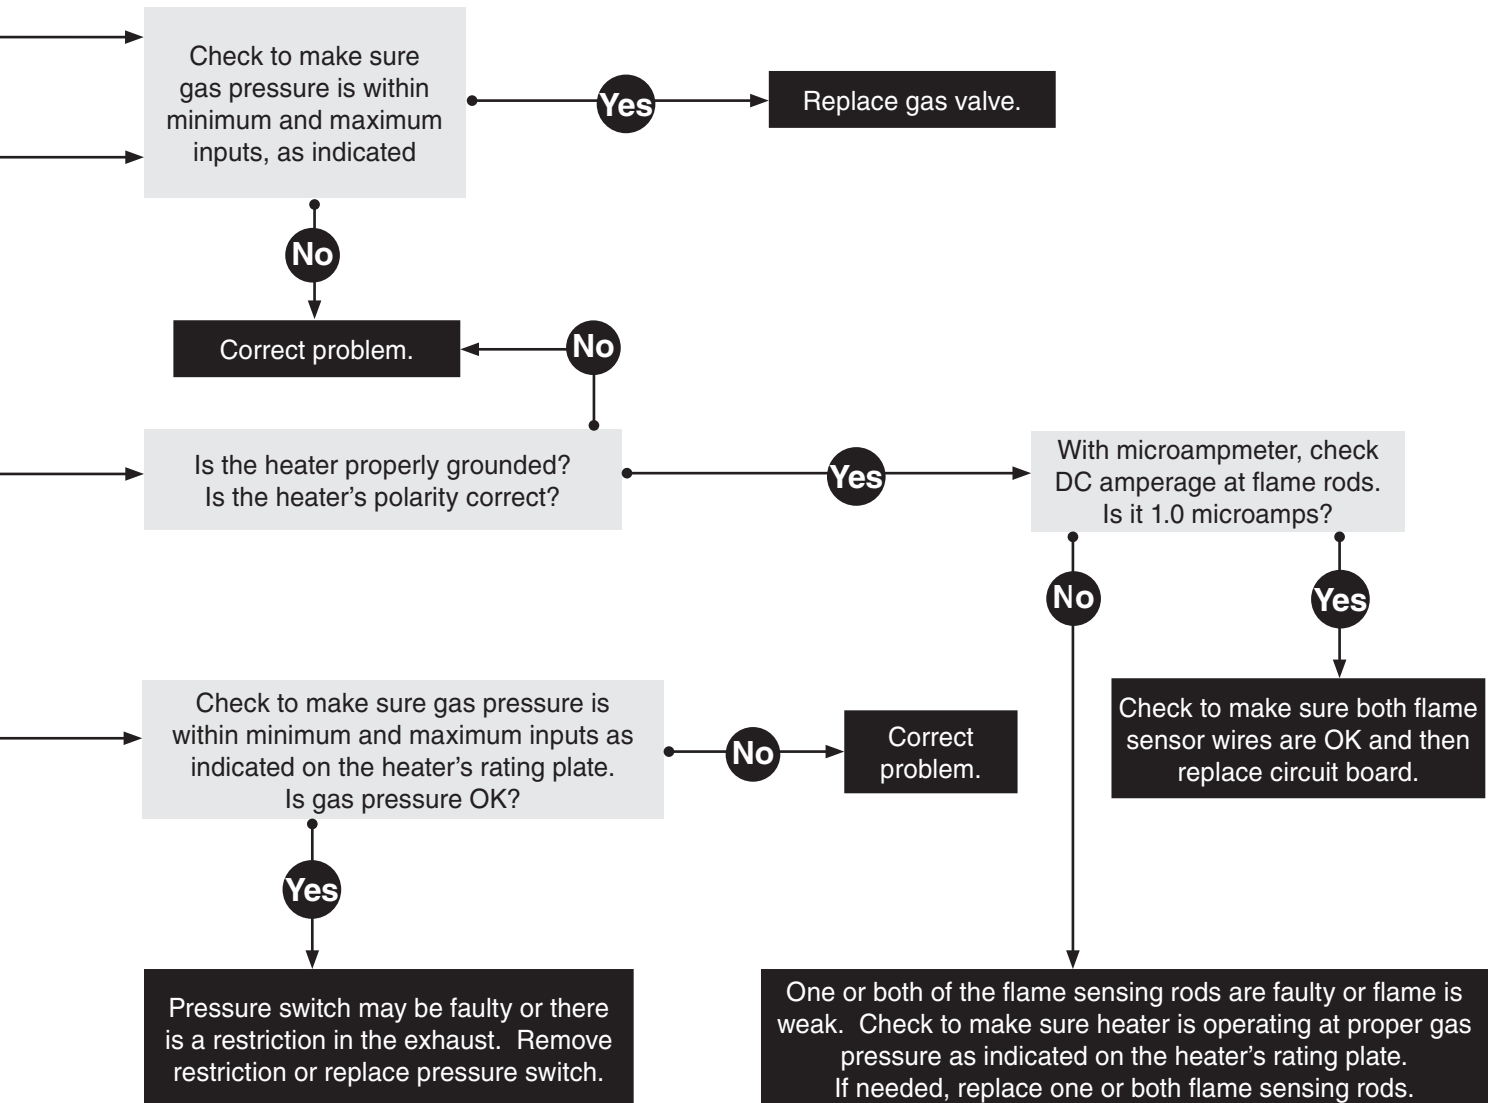 Check to make sure
gas pressure is within
minimum and maximum
inputs, as indicated
Yes
Replace gas valve.
No
Correct problem.
No
Is the heater properly grounded?
Is the heater’s polarity correct?
Yes
With microampmeter, check
DC amperage at flame rods.
Is it 1.0 microamps?
No
Yes
Check to make sure both flame
sensor wires are OK and then
replace circuit board.
Check to make sure gas pressure is
within minimum and maximum inputs as
indicated on the heater’s rating plate.
Is gas pressure OK?
No
Correct
problem.
Yes
Pressure switch may be faulty or there
is a restriction in the exhaust.  Remove
restriction or replace pressure switch.
One or both of the flame sensing rods are faulty or flame is
weak.  Check to make sure heater is operating at proper gas
pressure as indicated on the heater’s rating plate.
If needed, replace one or both flame sensing rods.